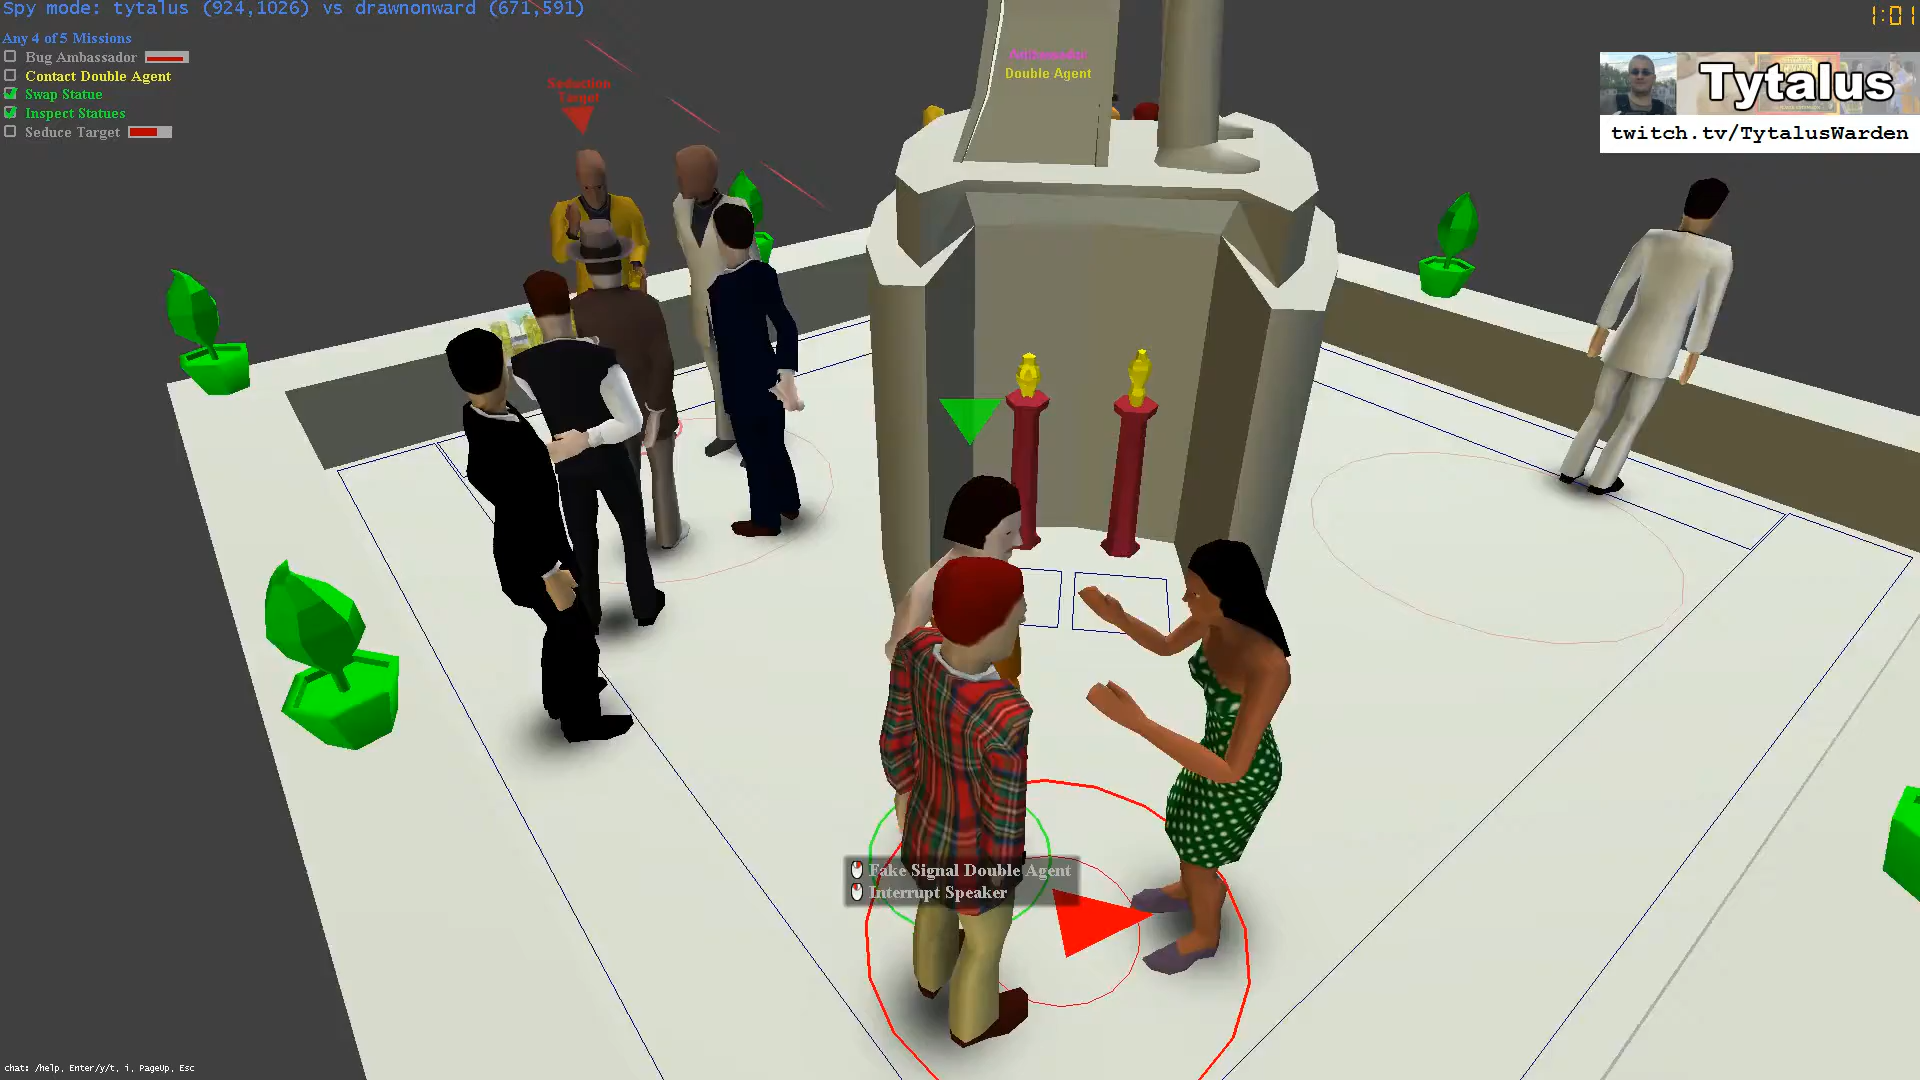 Spy mode: tytalus (924,1026) vs drawnonward (671,591)
1:01
Any 4 of 5 Missions
Bug Ambassador
Contact Double Agent
Swap Statue
Inspect Statues
Seduce Target
Seduction
Target
Ambassador
Double Agent
Tytalus
twitch.tv/TytalusWarden
Fake Signal Double Agent
Interrupt Speaker
chat: /help, Enter/y/t, i, PageUp, Esc